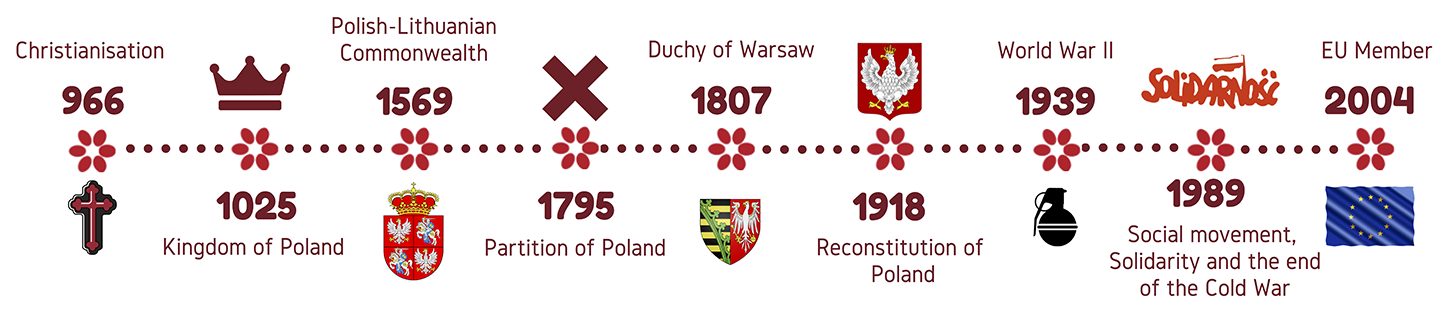 Christianisation
966
1025
Kingdom of Poland
Polish-Lithuanian
Commonwealth
1569
1795
Partition of Poland
Duchy of Warsaw
1807
1918
Reconstitution of
Poland
World War II
1939
SOLIDARNOŚĆ
1989
Social movement,
Solidarity and the end
of the Cold War
EU Member
2004